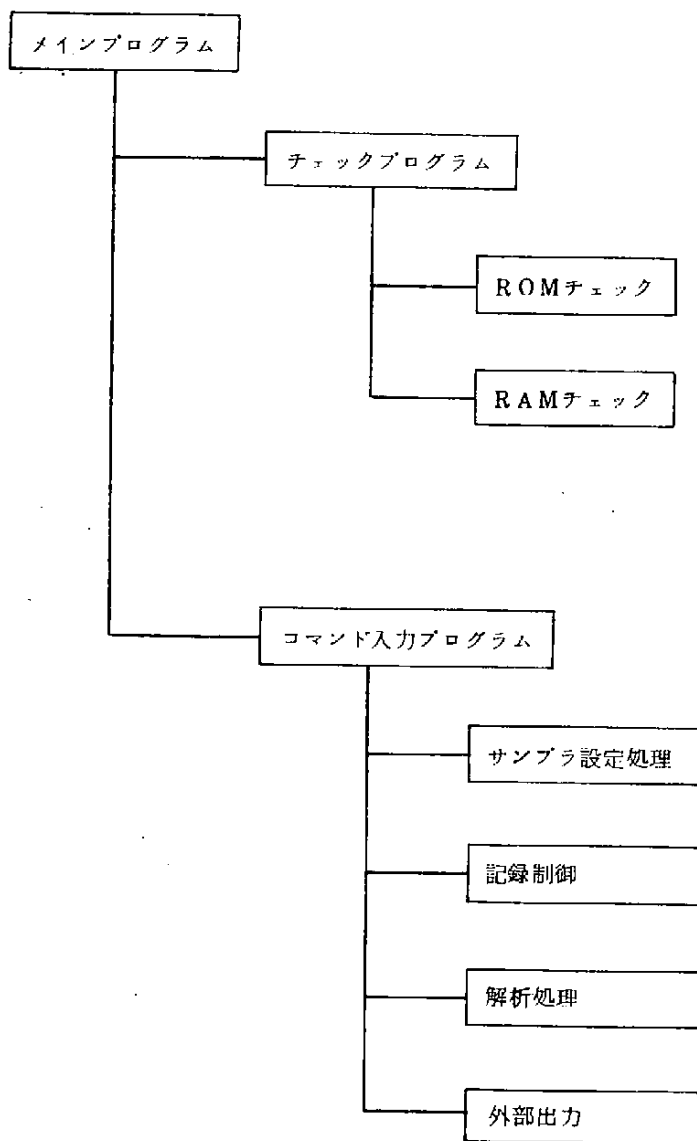 メインプログラム
チェックプログラム
ROMチェック
RAMチェック
コマンド入力プログラム
サンプラ設定処理
記録制御
解析処理
外部出力